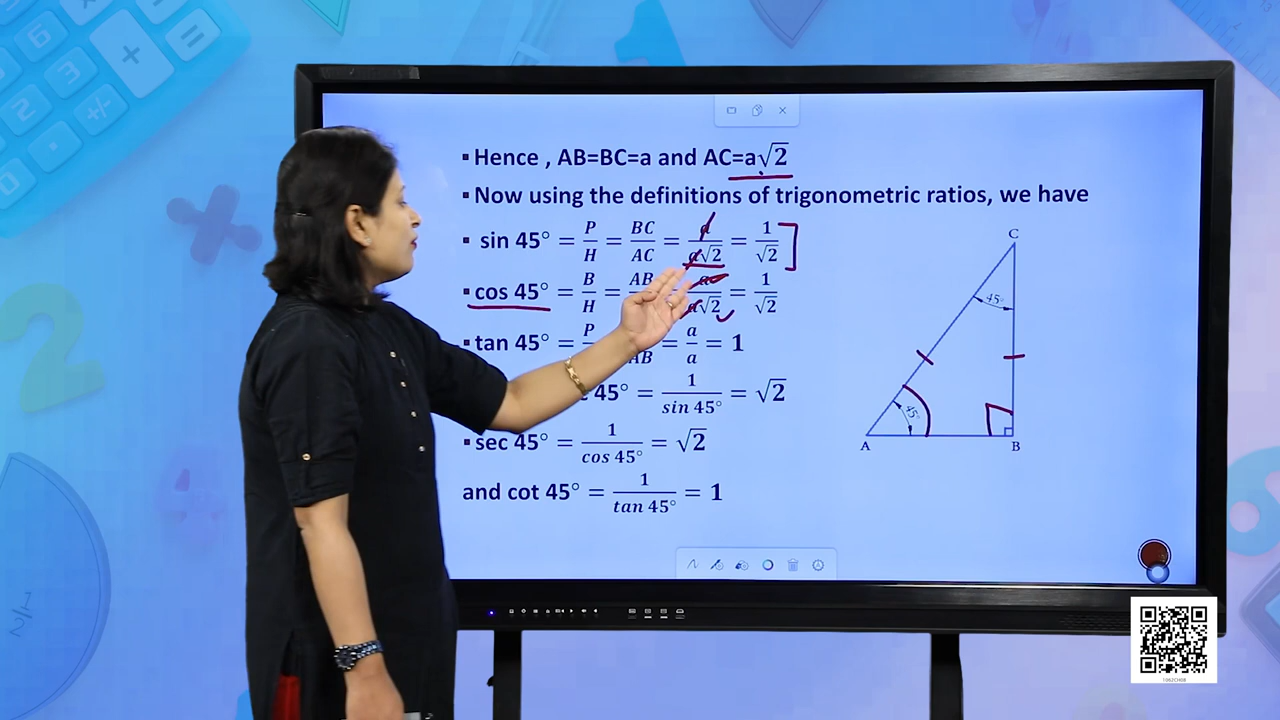 ▪ Hence , AB=BC=a and AC=a√2
▪ Now using the definitions of trigonometric ratios, we have
▪ sin 45° = P/H = BC/AC = a/a√2 = 1/√2
▪ cos 45° = B/H = AB a/a√2 = 1/√2
▪ tan 45° = P AB = a/a = 1
45° = 1/sin 45° = √2
▪ sec 45° = 1/cos 45° = √2
and cot 45° = 1/tan 45° = 1
C
45°
45°
A
B